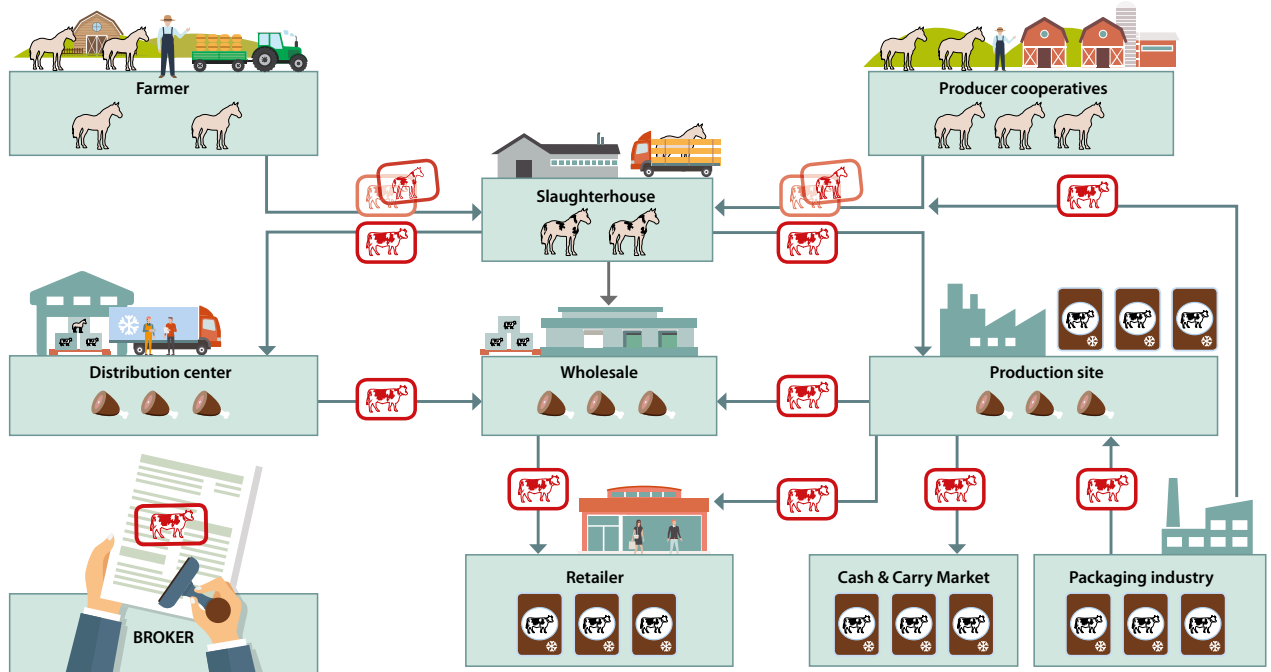 Farmer
Producer cooperatives
Slaughterhouse
Distribution center
Wholesale
Production site
Retailer
Cash & Carry Market
Packaging industry
BROKER